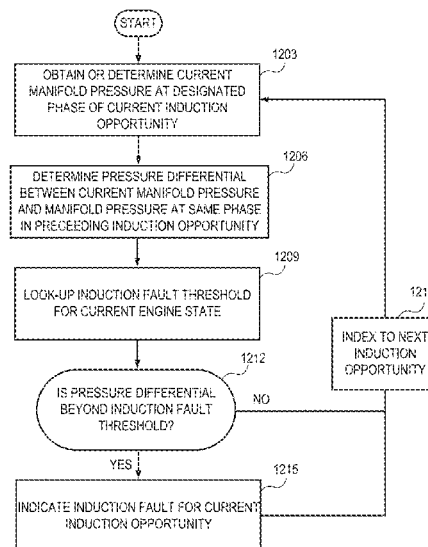 START
1203
OBTAIN OR DETERMINE CURRENT
MANIFOLD PRESSURE AT DESIGNATED
PHASE OF CURRENT INDUCTION
OPPORTUNITY
1206
DETERMINE PRESSURE DIFFERENTIAL
BETWEEN CURRENT MANIFOLD PRESSURE
AND MANIFOLD PRESSURE AT SAME PHASE
IN PRECEEDING INDUCTION OPPORTUNITY
1209
LOOK-UP INDUCTION FAULT THRESHOLD
FOR CURRENT ENGINE STATE
121
INDEX TO NEXT
INDUCTION
OPPORTUNITY
1212
IS PRESSURE DIFFERENTIAL
BEYOND INDUCTION FAULT
THRESHOLD?
NO
YES
1215
INDICATE INDUCTION FAULT FOR CURRENT
INDUCTION OPPORTUNITY